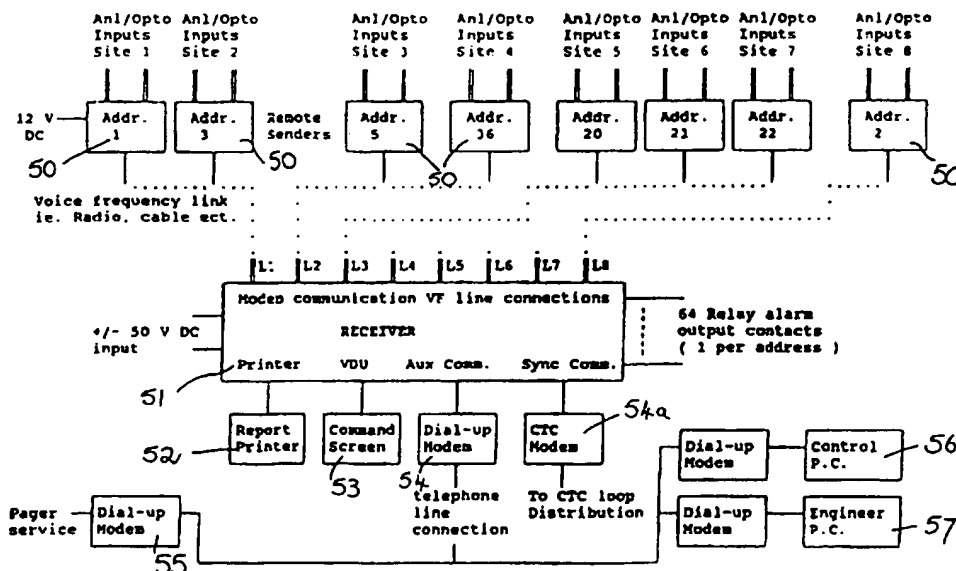 Anl/Opto Anl/Opto Anl/Opto Anl/Opto Anl/Opto Anl/Opto Anl/Opto Anl/Opto
Inputs Inputs Inputs Inputs Inputs Inputs Inputs Inputs
Site 1 Site 2 Site 3 Site 4 Site 5 Site 6 Site 7 Site 8
12 V
DC
Addr.
1
Addr.
3
Remote
Senders
Addr.
5
Addr.
36
Addr.
20
Addr.
21
Addr.
22
Addr.
2
50 50 50 50
Voice frequency link
ie. Radio, cable ect.
L1 L2 L3 L4 L5 L6 L7 L8
Modem communication VF line connections
+/- 50 V DC
input
RECEIVER
64 Relay alarm
output contacts
( 1 per address )
Printer VDU Aux Comm. Sync Comm.
51
Report
Printer
52
Command
Screen
53
Dial-up
Modem
54
CTC
Modem
54a
telephone
line
connection
To CTC loop
Distribution
Dial-up
Modem
Control
P.C.
56
Pager
service
Dial-up
Modem
55
Dial-up
Modem
Engineer
P.C.
57